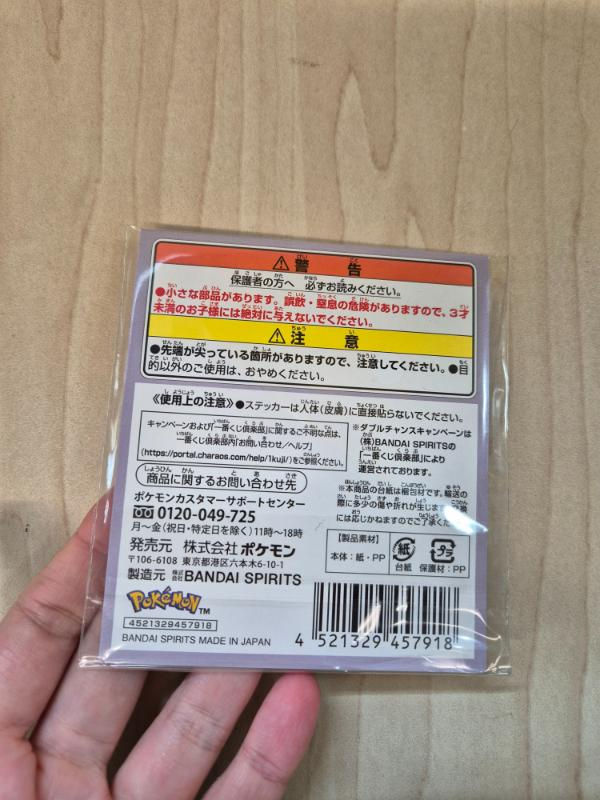 ⚠警告
保護者の方へ 必ずお読みください。
●小さな部品があります。誤飲・窒息の危険がありますので、3才
未満のお子様には絶対に与えないでください。
⚠注意
●先端が尖っている箇所がありますので、注意してください。●目
的以外のご使用は、おやめください。
《使用上の注意》●ステッカーは人体(皮膚)に直接貼らないでください。
キャンペーンおよび「一番くじ倶楽部」に関するご不明な点は、
一番くじ倶楽部内「お問い合わせ/ヘルプ」
(https://portal.charaos.com/help/1kuji/)をご参照ください。
商品に関するお問い合わせ先
ポケモンカスタマーサポートセンター
0120-049-725
月〜金(祝日・特定日を除く)11時〜18時
発売元 株式会社ポケモン
〒106-6108 東京都港区六本木6-10-1
製造元 株式会社BANDAI SPIRITS
POKéMON™
4521329457918
BANDAI SPIRITS MADE IN JAPAN
※ダブルチャンスキャンペーンは
(株)BANDAI SPIRITSの
「一番くじ倶楽部」により
運営されております。
※本商品の台紙は梱包材です。輸送の
際に多少の傷や折れが生じま
には応じかねますのでご了承くだ
【製品素材】
本体:紙・PP
紙
台紙
プラ
保護材:PP
4 521329 457918